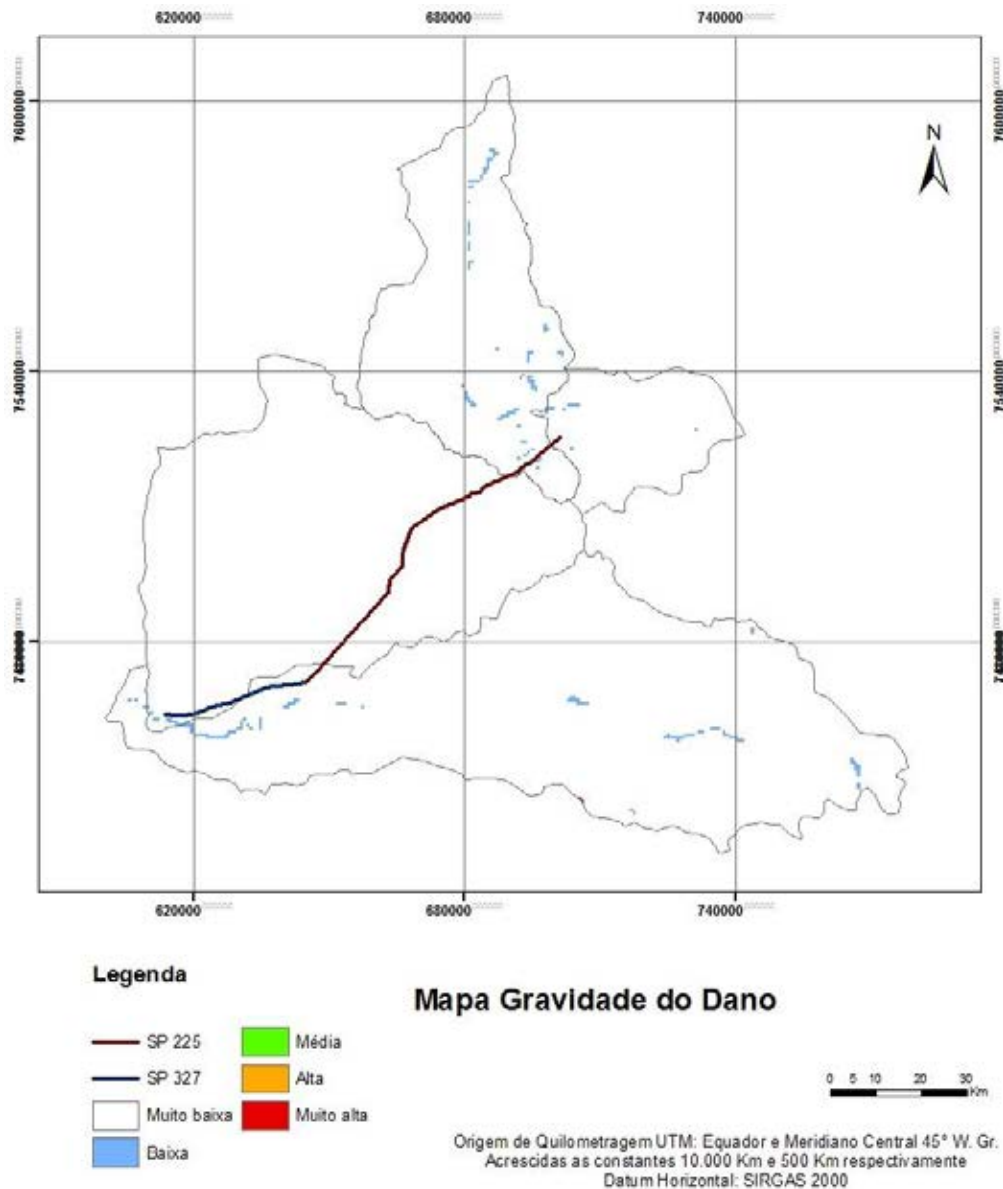 620000
680000
740000
7600000
7600000
N
7540000
7540000
620000
680000
740000
Legenda
Mapa Gravidade do Dano
SP 225
Média
SP 327
Alta
Muito baixa
Muito alta
Baixa
0 5 10 20 30
Km
Origem de Quilometragem UTM: Equador e Meridiano Central 45° W. Gr.
Acrescidas as constantes 10.000 Km e 500 Km respectivamente
Datum Horizontal: SIRGAS 2000